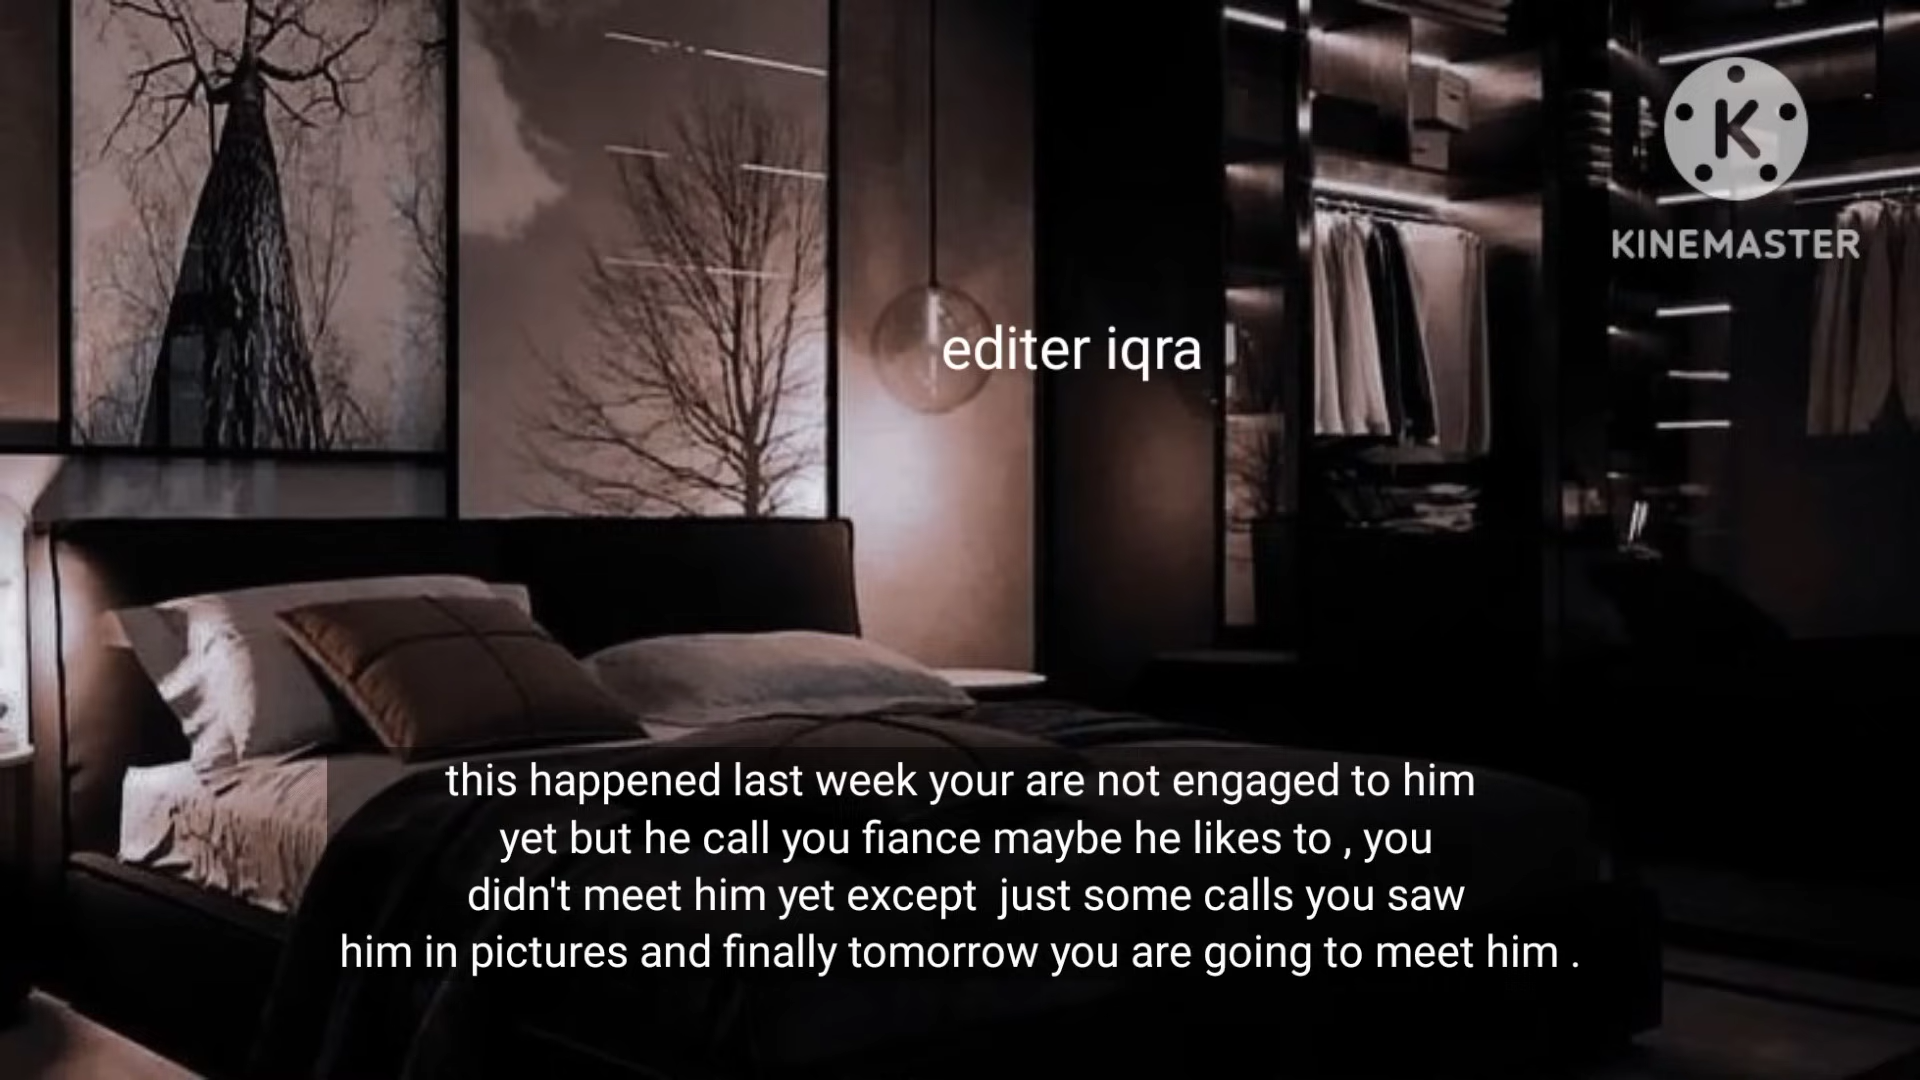 K
KINEMASTER
editer iqra
this happened last week your are not engaged to him
yet but he call you fiance maybe he likes to , you
didn't meet him yet except  just some calls you saw
him in pictures and finally tomorrow you are going to meet him .